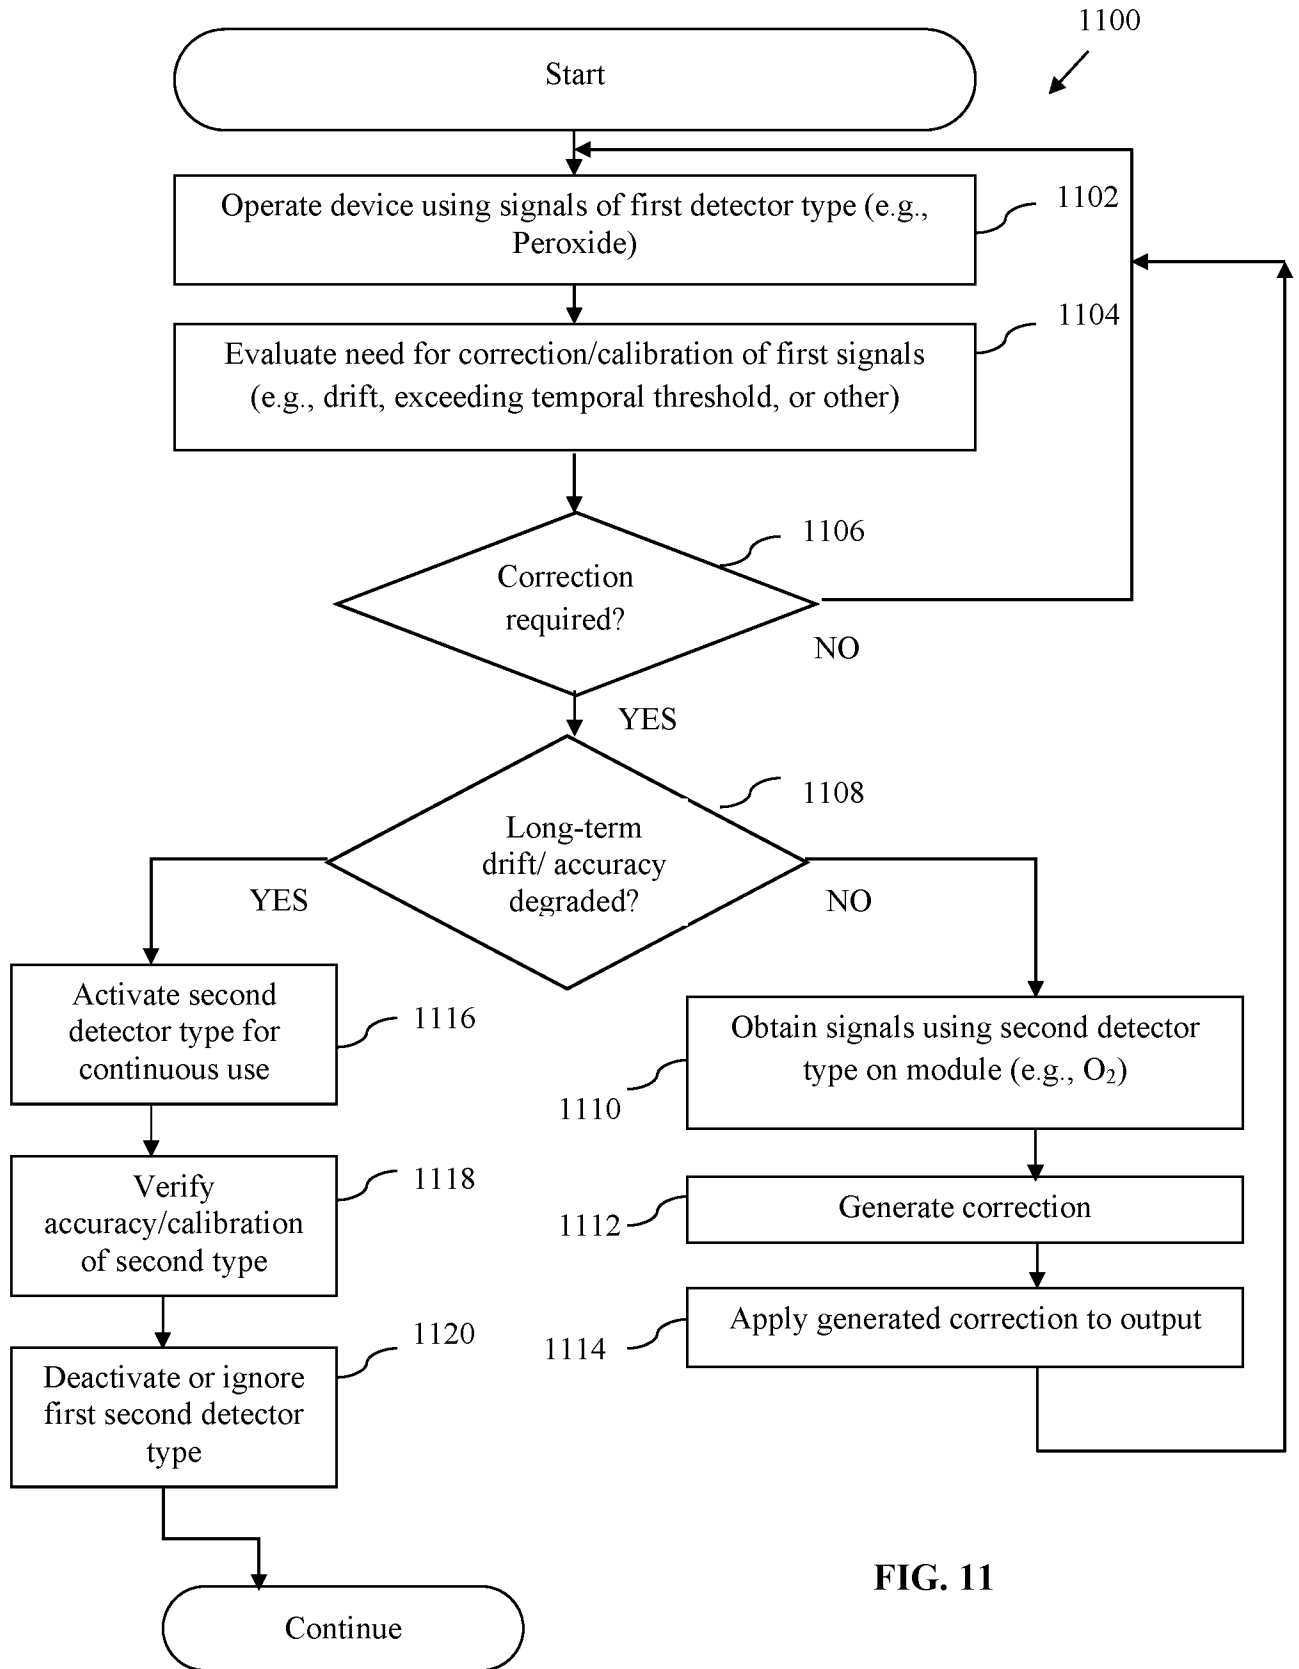 1100
Start
Operate device using signals of first detector type (e.g.,
Peroxide)
1102
Evaluate need for correction/calibration of first signals
(e.g., drift, exceeding temporal threshold, or other)
1104
Correction
required?
1106
NO
YES
Long-term
drift/ accuracy
degraded?
1108
YES
NO
Activate second
detector type for
continuous use
1116
Obtain signals using second detector
type on module (e.g., O₂)
1110
Verify
accuracy/calibration
of second type
1118
Generate correction
1112
Apply generated correction to output
1114
Deactivate or ignore
first second detector
type
1120
Continue
FIG. 11